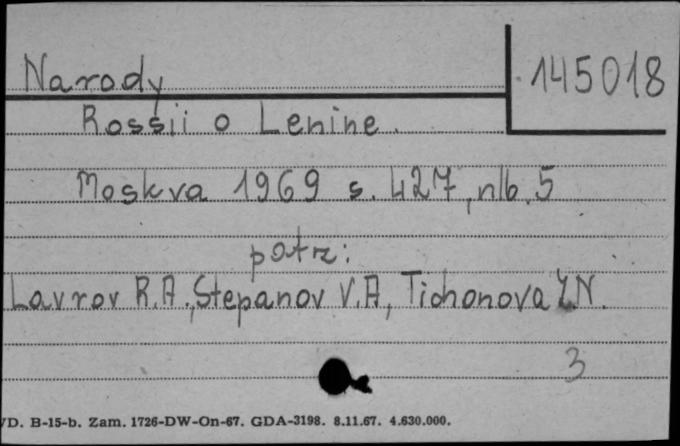 Narody
145018
Rossii o Lenine.
Moskva 1969 s. 427, nlb. 5
patrz:
Lavrov R.A., Stepanov V.A, Tichonova Z.N.
3
VD. B-15-b. Zam. 1726-DW-On-67. GDA-3198. 8.11.67. 4.630.000.